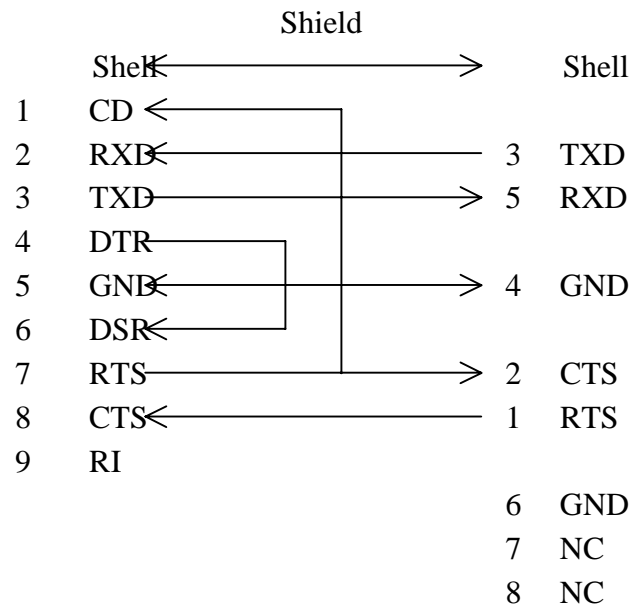 Shield
Shell Shell
1 CD
2 RXD 3 TXD
3 TXD 5 RXD
4 DTR
5 GND 4 GND
6 DSR
7 RTS 2 CTS
8 CTS 1 RTS
9 RI
6 GND
7 NC
8 NC